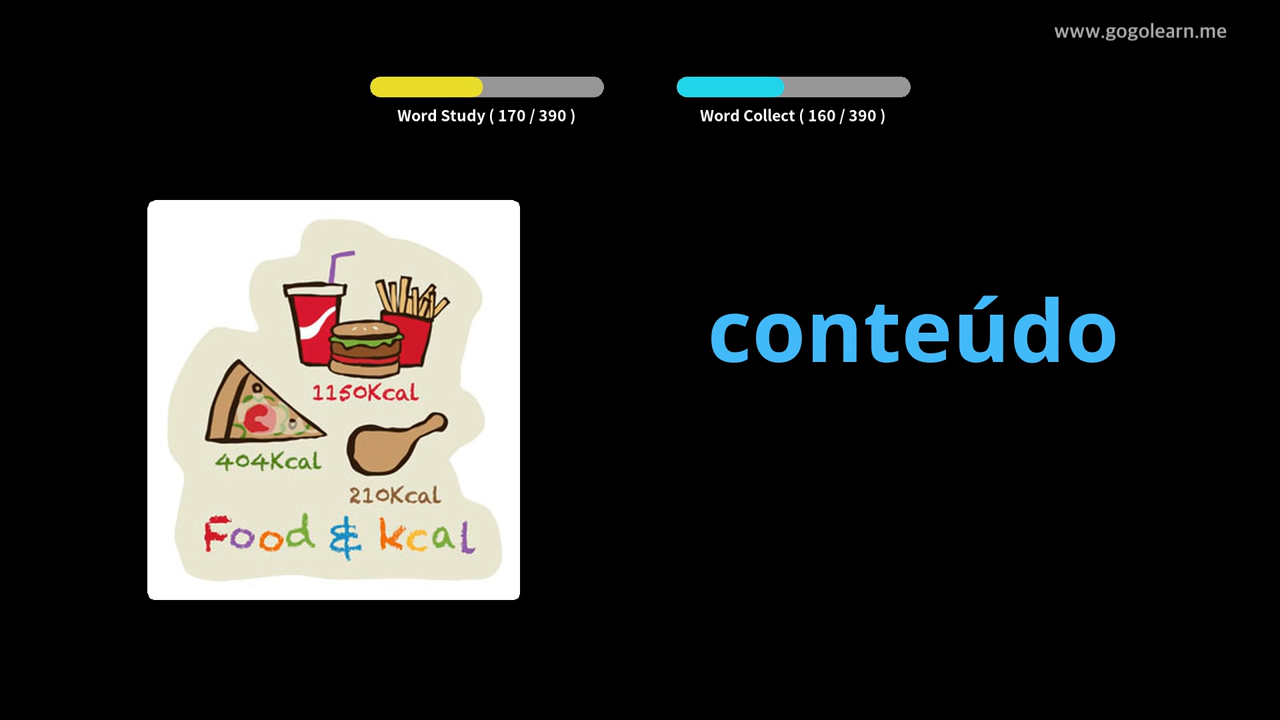 www.gogolearn.me
Word Study ( 170 / 390 )
Word Collect ( 160 / 390 )
1150Kcal
404Kcal
210Kcal
Food & kcal
conteúdo